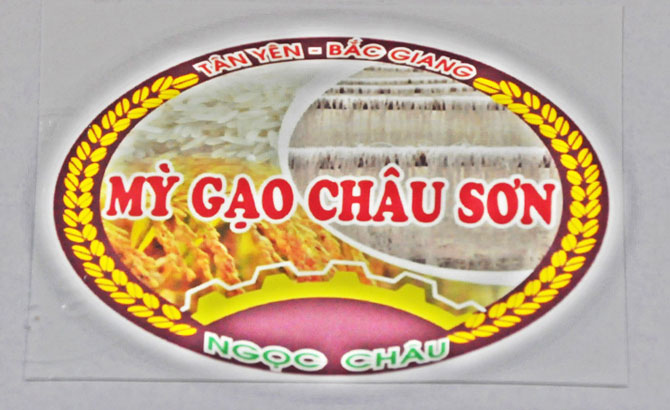 TÂN YÊN - BẮC GIANG
MỲ GẠO CHÂU SƠN
NGỌC CHÂU